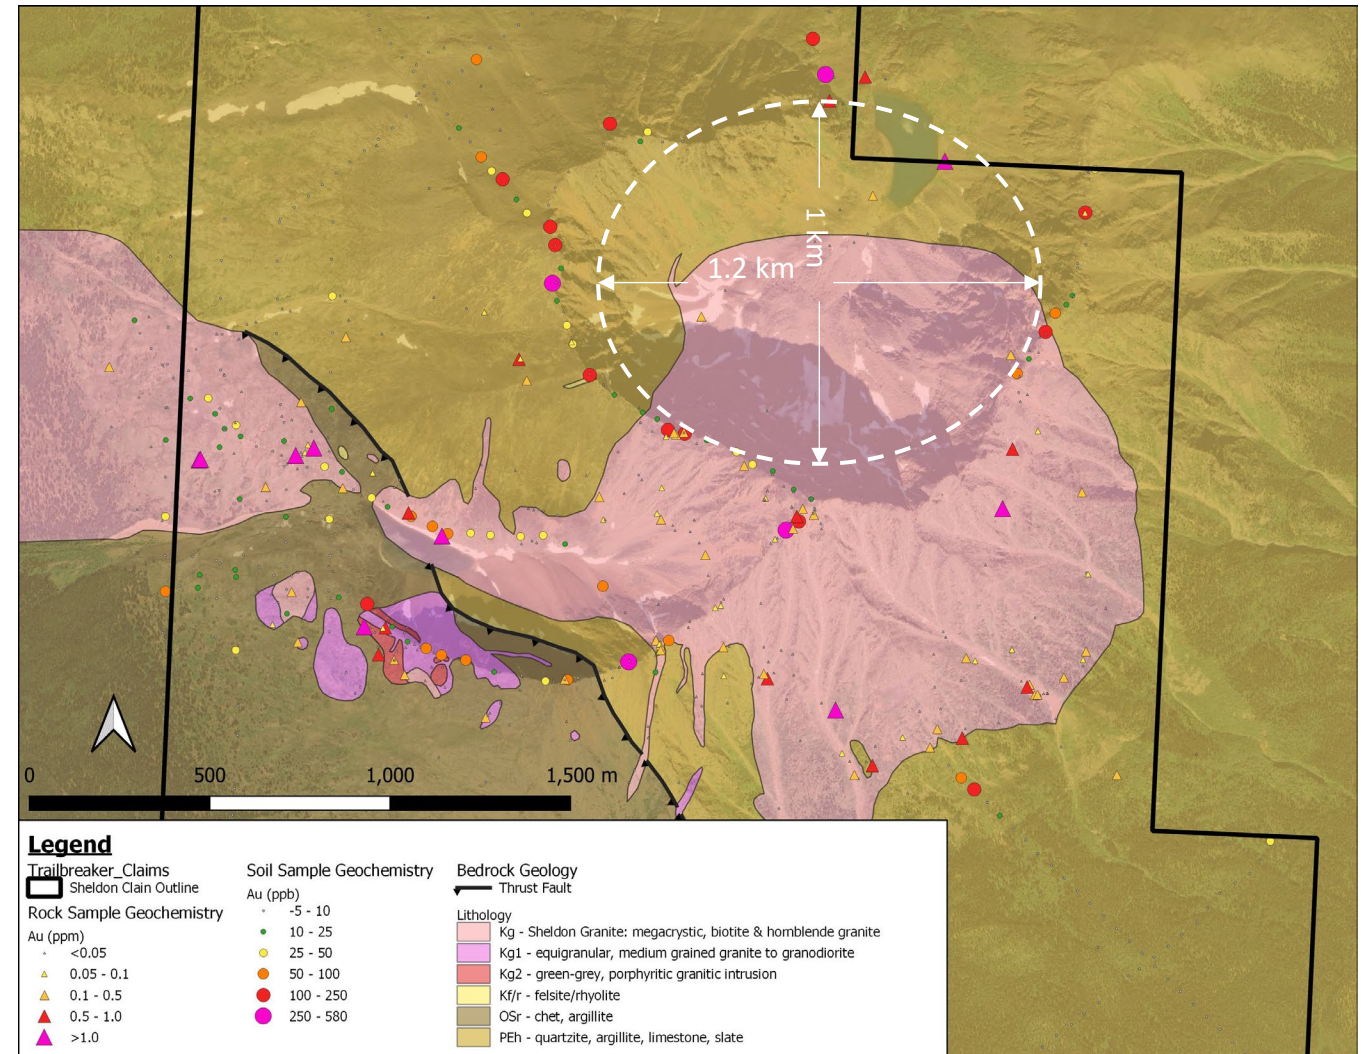 1 km
1.2 km
0 500 1,000 1,500 m
Legend
Trailbreaker_Claims
Sheldon Clain Outline
Rock Sample Geochemistry
Au (ppm)
<0.05
0.05 - 0.1
0.1 - 0.5
0.5 - 1.0
>1.0
Soil Sample Geochemistry
Au (ppb)
-5 - 10
10 - 25
25 - 50
50 - 100
100 - 250
250 - 580
Bedrock Geology
Thrust Fault
Lithology
Kg - Sheldon Granite: megacrystic, biotite & hornblende granite
Kg1 - equigranular, medium grained granite to granodiorite
Kg2 - green-grey, porphyritic granitic intrusion
Kf/r - felsite/rhyolite
OSr - chet, argillite
PEh - quartzite, argillite, limestone, slate